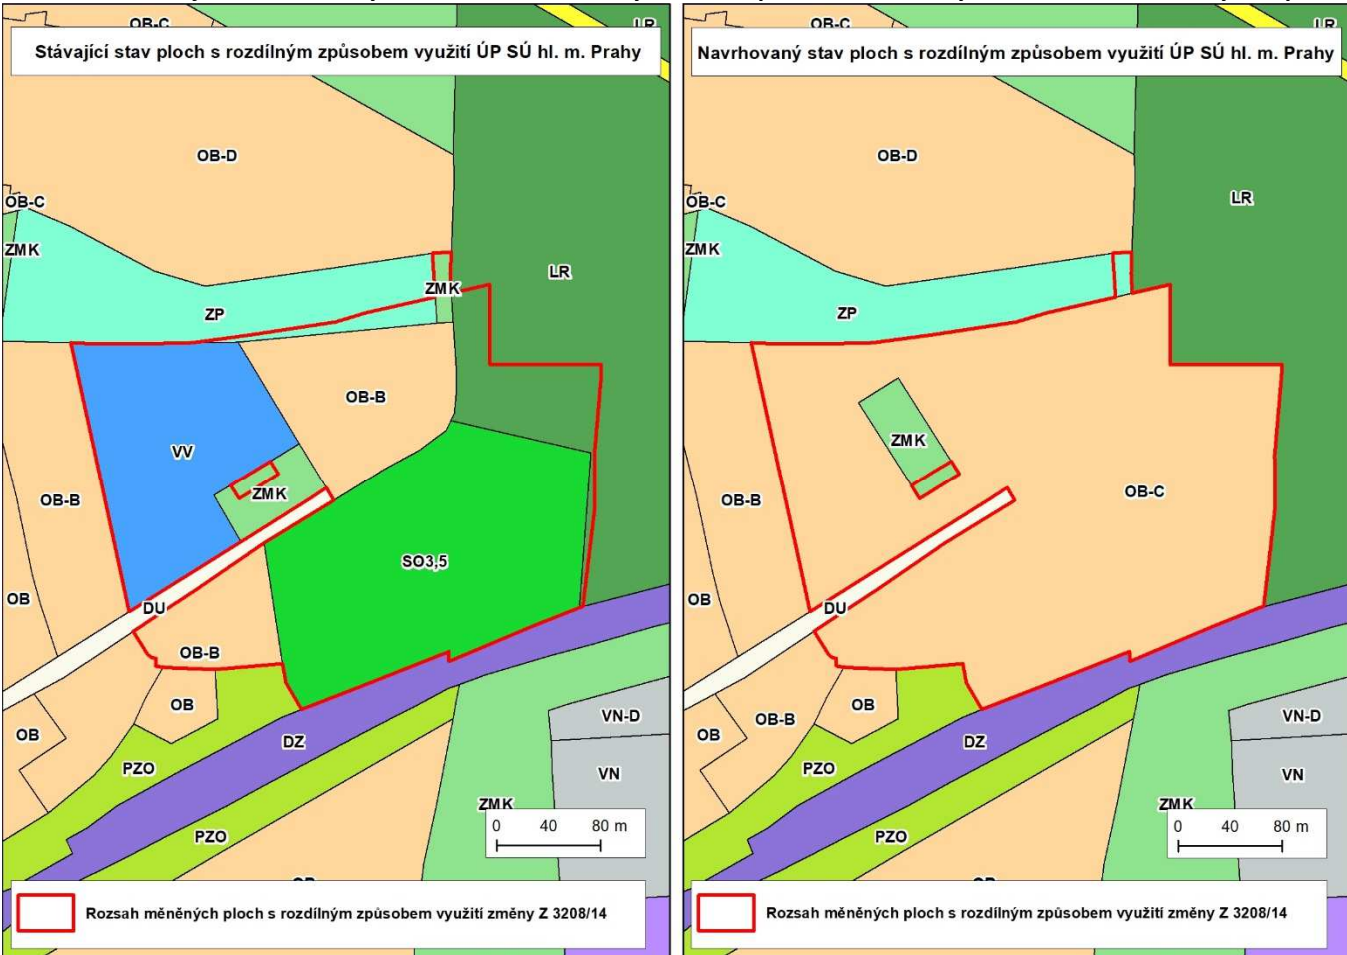 OB-C
LR
Stávající stav ploch s rozdílným způsobem využití ÚP SÚ hl. m. Prahy
OB-D
OB-C
ZMK
LR
ZMK
ZP
OB-B
VV
OB-B
ZMK
SO3,5
OB
DU
OB-B
OB
OB
VN-D
DZ
PZO
VN
ZMK
PZO
0 40 80 m
OB
Rozsah měněných ploch s rozdílným způsobem využití změny Z 3208/14
OB-C
LR
Navrhovaný stav ploch s rozdílným způsobem využití ÚP SÚ hl. m. Prahy
OB-D
OB-C
LR
ZMK
ZP
ZMK
OB-B
OB-C
OB
DU
OB
OB-B
OB
VN-D
DZ
PZO
VN
ZMK
PZO
0 40 80 m
OB
Rozsah měněných ploch s rozdílným způsobem využití změny Z 3208/14